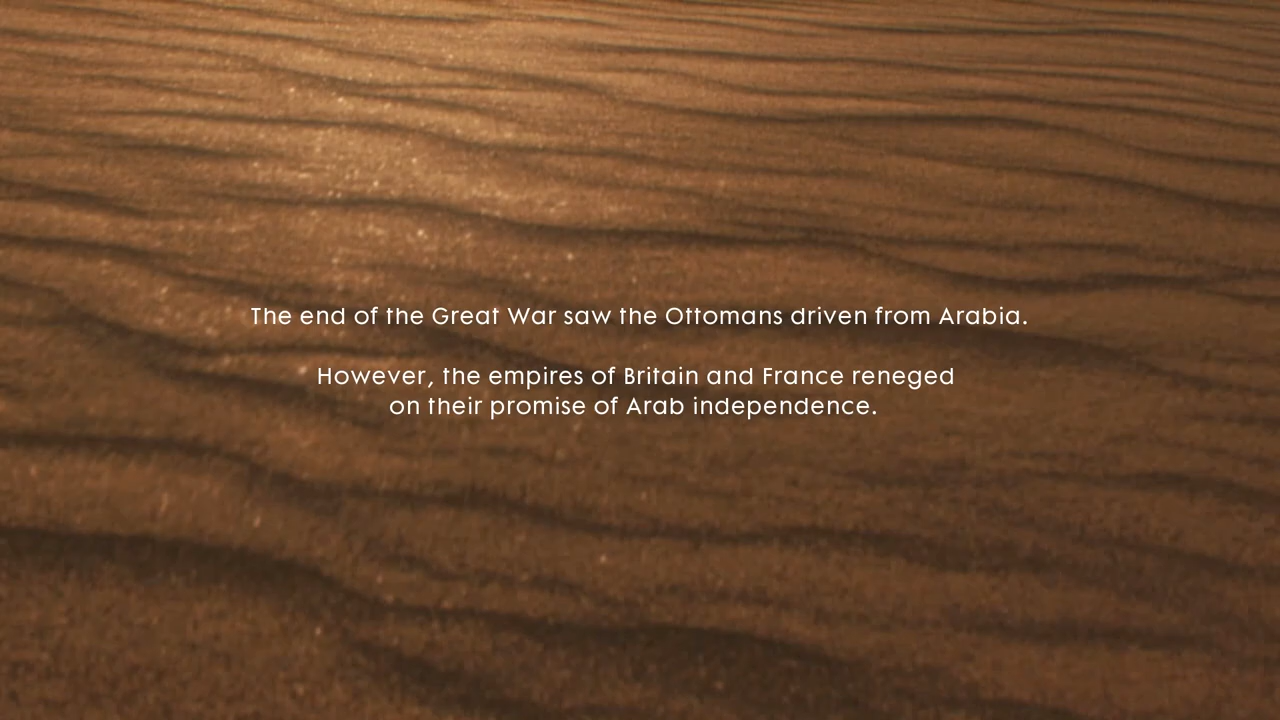 The end of the Great War saw the Ottomans driven from Arabia.
However, the empires of Britain and France reneged
on their promise of Arab independence.